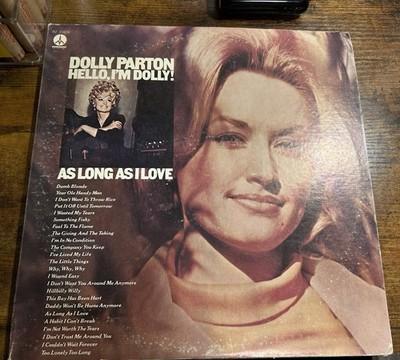 DOLLY PARTON
HELLO, I'M DOLLY!
AS LONG AS I LOVE
Dumb Blonde
Your Ole Handy Man
I Don't Want To Throw Rice
Put It Off Until Tomorrow
I Wasted My Tears
Something Fishy
Fuel To The Flame
The Giving And The Taking
I'm In No Condition
The Company You Keep
I've Lived My Life
The Little Things
Why, Why, Why
I Wound Easy
I Don't Want You Around Me Anymore
Hillbilly Willy
This Boy Has Been Hurt
Daddy Won't Be Home Anymore
As Long As I Love
A Habit I Can't Break
I'm Not Worth The Tears
I Don't Trust Me Around You
I Couldn't Wait Forever
Too Lonely Too Long